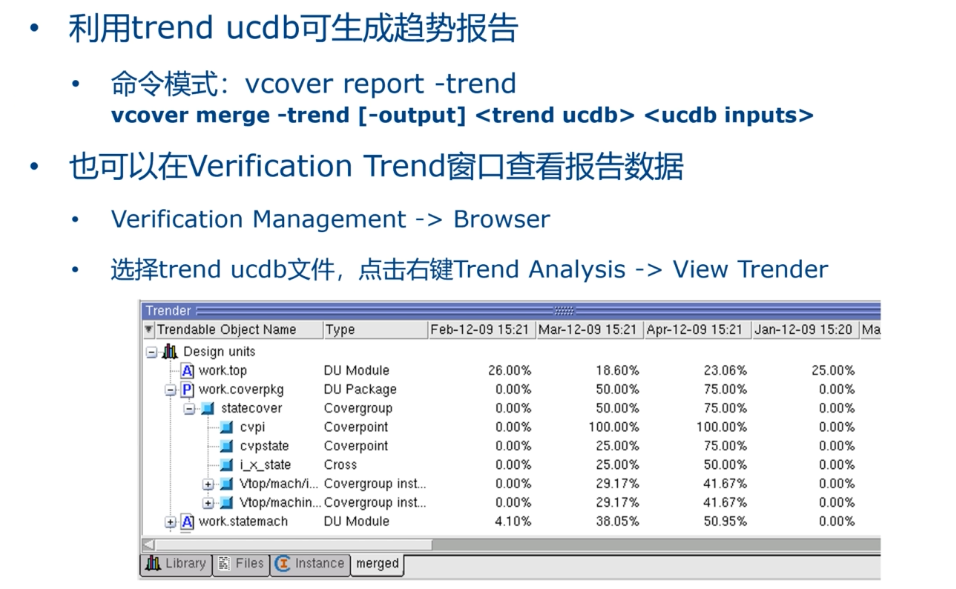 • 利用trend ucdb可生成趋势报告
• 命令模式：vcover report -trend
vcover merge -trend [-output] <trend ucdb> <ucdb inputs>
• 也可以在Verification Trend窗口查看报告数据
• Verification Management -> Browser
• 选择trend ucdb文件，点击右键Trend Analysis -> View Trender
Trender
Trendable Object Name Type Feb-12-09 15:21 Mar-12-09 15:21 Apr-12-09 15:21 Jan-12-09 15:20 Ma
Design units
work.top DU Module 26.00% 18.60% 23.06% 25.00%
work.coverpkg DU Package 0.00% 50.00% 75.00% 0.00%
statecover Covergroup 0.00% 50.00% 75.00% 0.00%
cvpi Coverpoint 0.00% 100.00% 100.00% 0.00%
cvpstate Coverpoint 0.00% 25.00% 75.00% 0.00%
i_x_state Cross 0.00% 25.00% 50.00% 0.00%
Vtop/mach/i... Covergroup inst... 0.00% 29.17% 41.67% 0.00%
Vtop/machin... Covergroup inst... 0.00% 29.17% 41.67% 0.00%
work.statemach DU Module 4.10% 38.05% 50.95% 0.00%
Library Files Instance merged